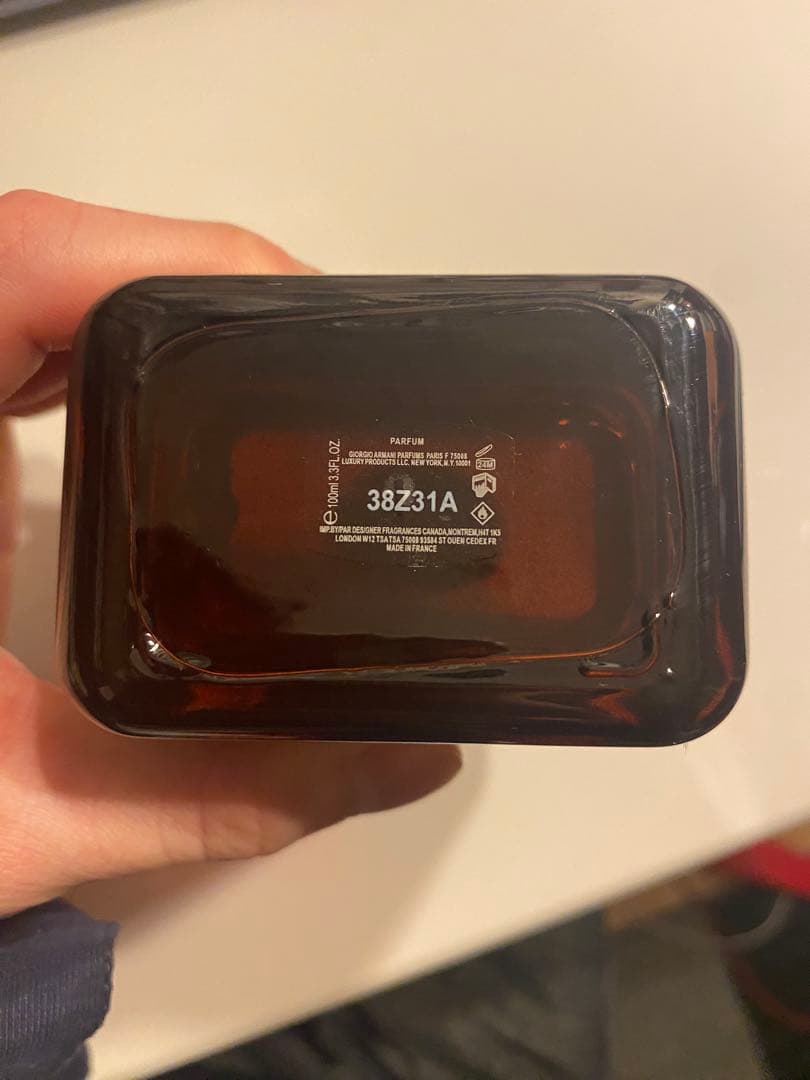 PARFUM
GIORGIO ARMANI PARFUMS PARIS F 75008
LUXURY PRODUCTS LLC, NEW YORK,N.Y.10001
24M
e 100ml 3.3FL.OZ.
38Z31A
IMP.BY/PAR DESIGNER FRAGRANCES CANADA,MONTREM,H4T 1K5
LONDON W12 TSA TSA 75008 93584 ST OUEN CEDEX FR
MADE IN FRANCE